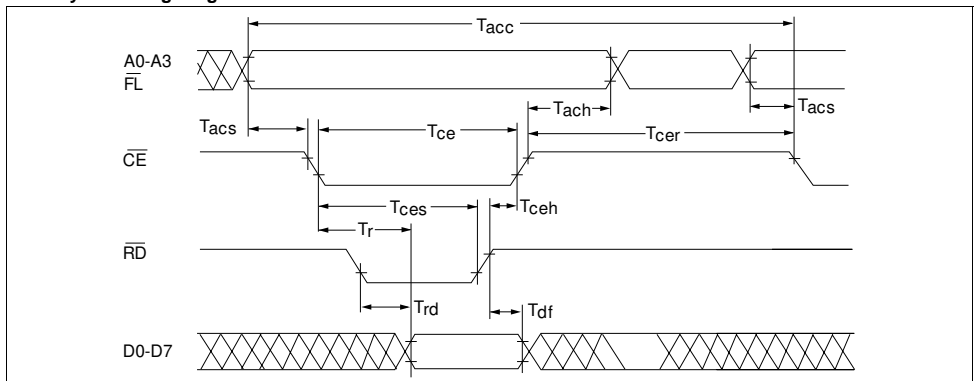 Tacc
A0-A3
FL
Tach
Tacs
Tacs
Tce
Tcer
CE
Tces
Tceh
Tr
RD
Trd
Tdf
D0-D7